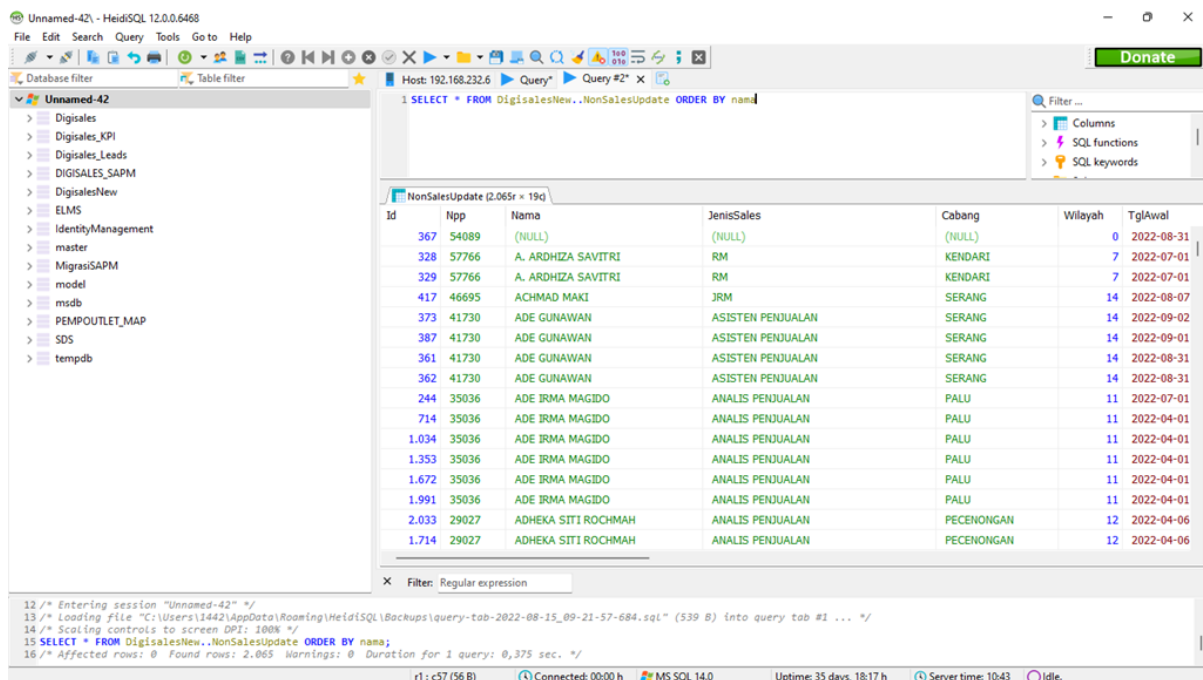 Unnamed-42\ - HeidiSQL 12.0.0.6468
File Edit Search Query Tools Go to Help
Donate
Database filter Table filter
Host: 192.168.232.6 Query* Query #2*
Unnamed-42
Digisales
Digisales_KPI
Digisales_Leads
DIGISALES_SAPM
DigisalesNew
ELMS
IdentityManagement
master
MigrasiSAPM
model
msdb
PEMPOUTLET_MAP
SDS
tempdb
1 SELECT * FROM DigisalesNew..NonSalesUpdate ORDER BY nama
Filter ...
Columns
SQL functions
SQL keywords
NonSalesUpdate (2.065r × 19c)
Id Npp Nama JenisSales Cabang Wilayah TglAwal
367 54089 (NULL) (NULL) (NULL) 0 2022-08-31
328 57766 A. ARDHIZA SAVITRI RM KENDARI 7 2022-07-01
329 57766 A. ARDHIZA SAVITRI RM KENDARI 7 2022-07-01
417 46695 ACHMAD MAKI JRM SERANG 14 2022-08-07
373 41730 ADE GUNAWAN ASISTEN PENJUALAN SERANG 14 2022-09-02
387 41730 ADE GUNAWAN ASISTEN PENJUALAN SERANG 14 2022-09-01
361 41730 ADE GUNAWAN ASISTEN PENJUALAN SERANG 14 2022-08-31
362 41730 ADE GUNAWAN ASISTEN PENJUALAN SERANG 14 2022-08-31
244 35036 ADE IRMA MAGIDO ANALIS PENJUALAN PALU 11 2022-07-01
714 35036 ADE IRMA MAGIDO ANALIS PENJUALAN PALU 11 2022-04-01
1.034 35036 ADE IRMA MAGIDO ANALIS PENJUALAN PALU 11 2022-04-01
1.353 35036 ADE IRMA MAGIDO ANALIS PENJUALAN PALU 11 2022-04-01
1.672 35036 ADE IRMA MAGIDO ANALIS PENJUALAN PALU 11 2022-04-01
1.991 35036 ADE IRMA MAGIDO ANALIS PENJUALAN PALU 11 2022-04-01
2.033 29027 ADHEKA SITI ROCHMAH ANALIS PENJUALAN PECENONGAN 12 2022-04-06
1.714 29027 ADHEKA SITI ROCHMAH ANALIS PENJUALAN PECENONGAN 12 2022-04-06
Filter: Regular expression
12 /* Entering session "Unnamed-42" */
13 /* Loading file "C:\Users\1442\AppData\Roaming\HeidiSQL\Backups\query-tab-2022-08-15_09-21-57-684.sql" (539 B) into query tab #1 ... */
14 /* Scaling controls to screen DPI: 100% */
15 SELECT * FROM DigisalesNew..NonSalesUpdate ORDER BY nama;
16 /* Affected rows: 0 Found rows: 2.065 Warnings: 0 Duration for 1 query: 0,375 sec. */
r1 : c57 (56 B) Connected: 00:00 h MS SQL 14.0 Uptime: 35 days, 18:17 h Server time: 10:43 Idle.